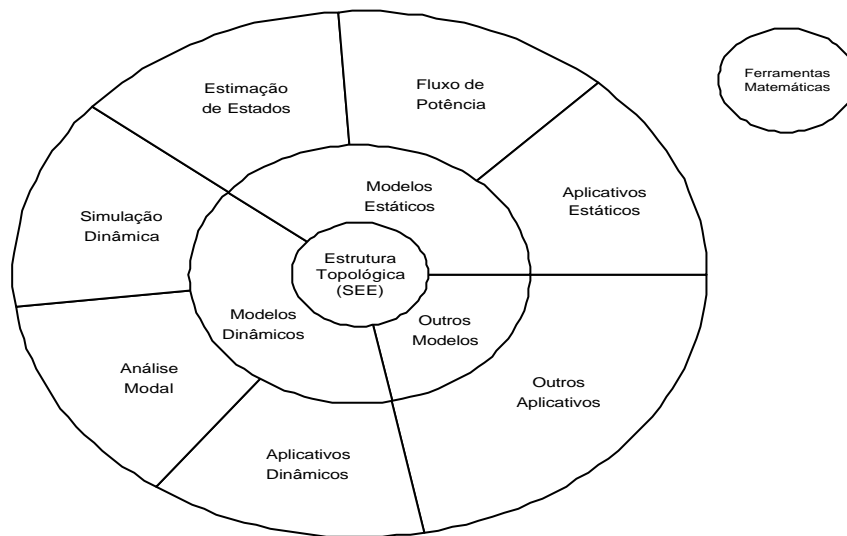 Estimação
de Estados
Fluxo de
Potência
Ferramentas
Matemáticas
Simulação
Dinâmica
Modelos
Estáticos
Aplicativos
Estáticos
Estrutura
Topológica
(SEE)
Modelos
Dinâmicos
Outros
Modelos
Análise
Modal
Outros
Aplicativos
Aplicativos
Dinâmicos